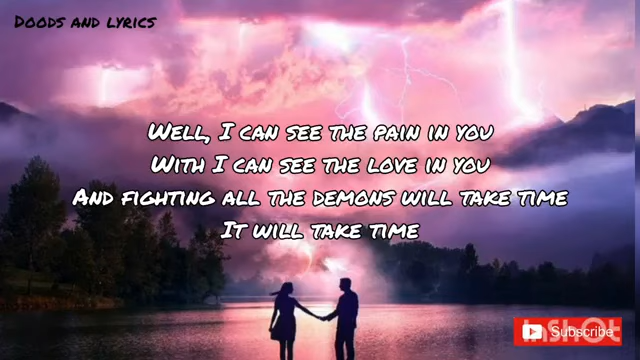 Doods and lyrics
Well, I can see the pain in you
With I can see the love in you
And fighting all the demons will take time
It will take time
InShOt
Subscribe